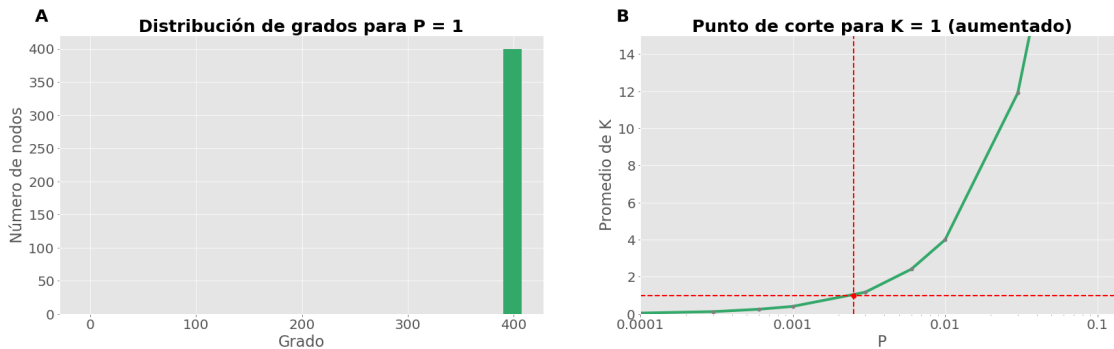 A
Distribución de grados para P = 1
Número de nodos
400
350
300
250
200
150
100
50
0
0 100 200 300 400
Grado
B
Punto de corte para K = 1 (aumentado)
Promedio de K
14
12
10
8
6
4
2
0
0.0001 0.001 0.01 0.1
P